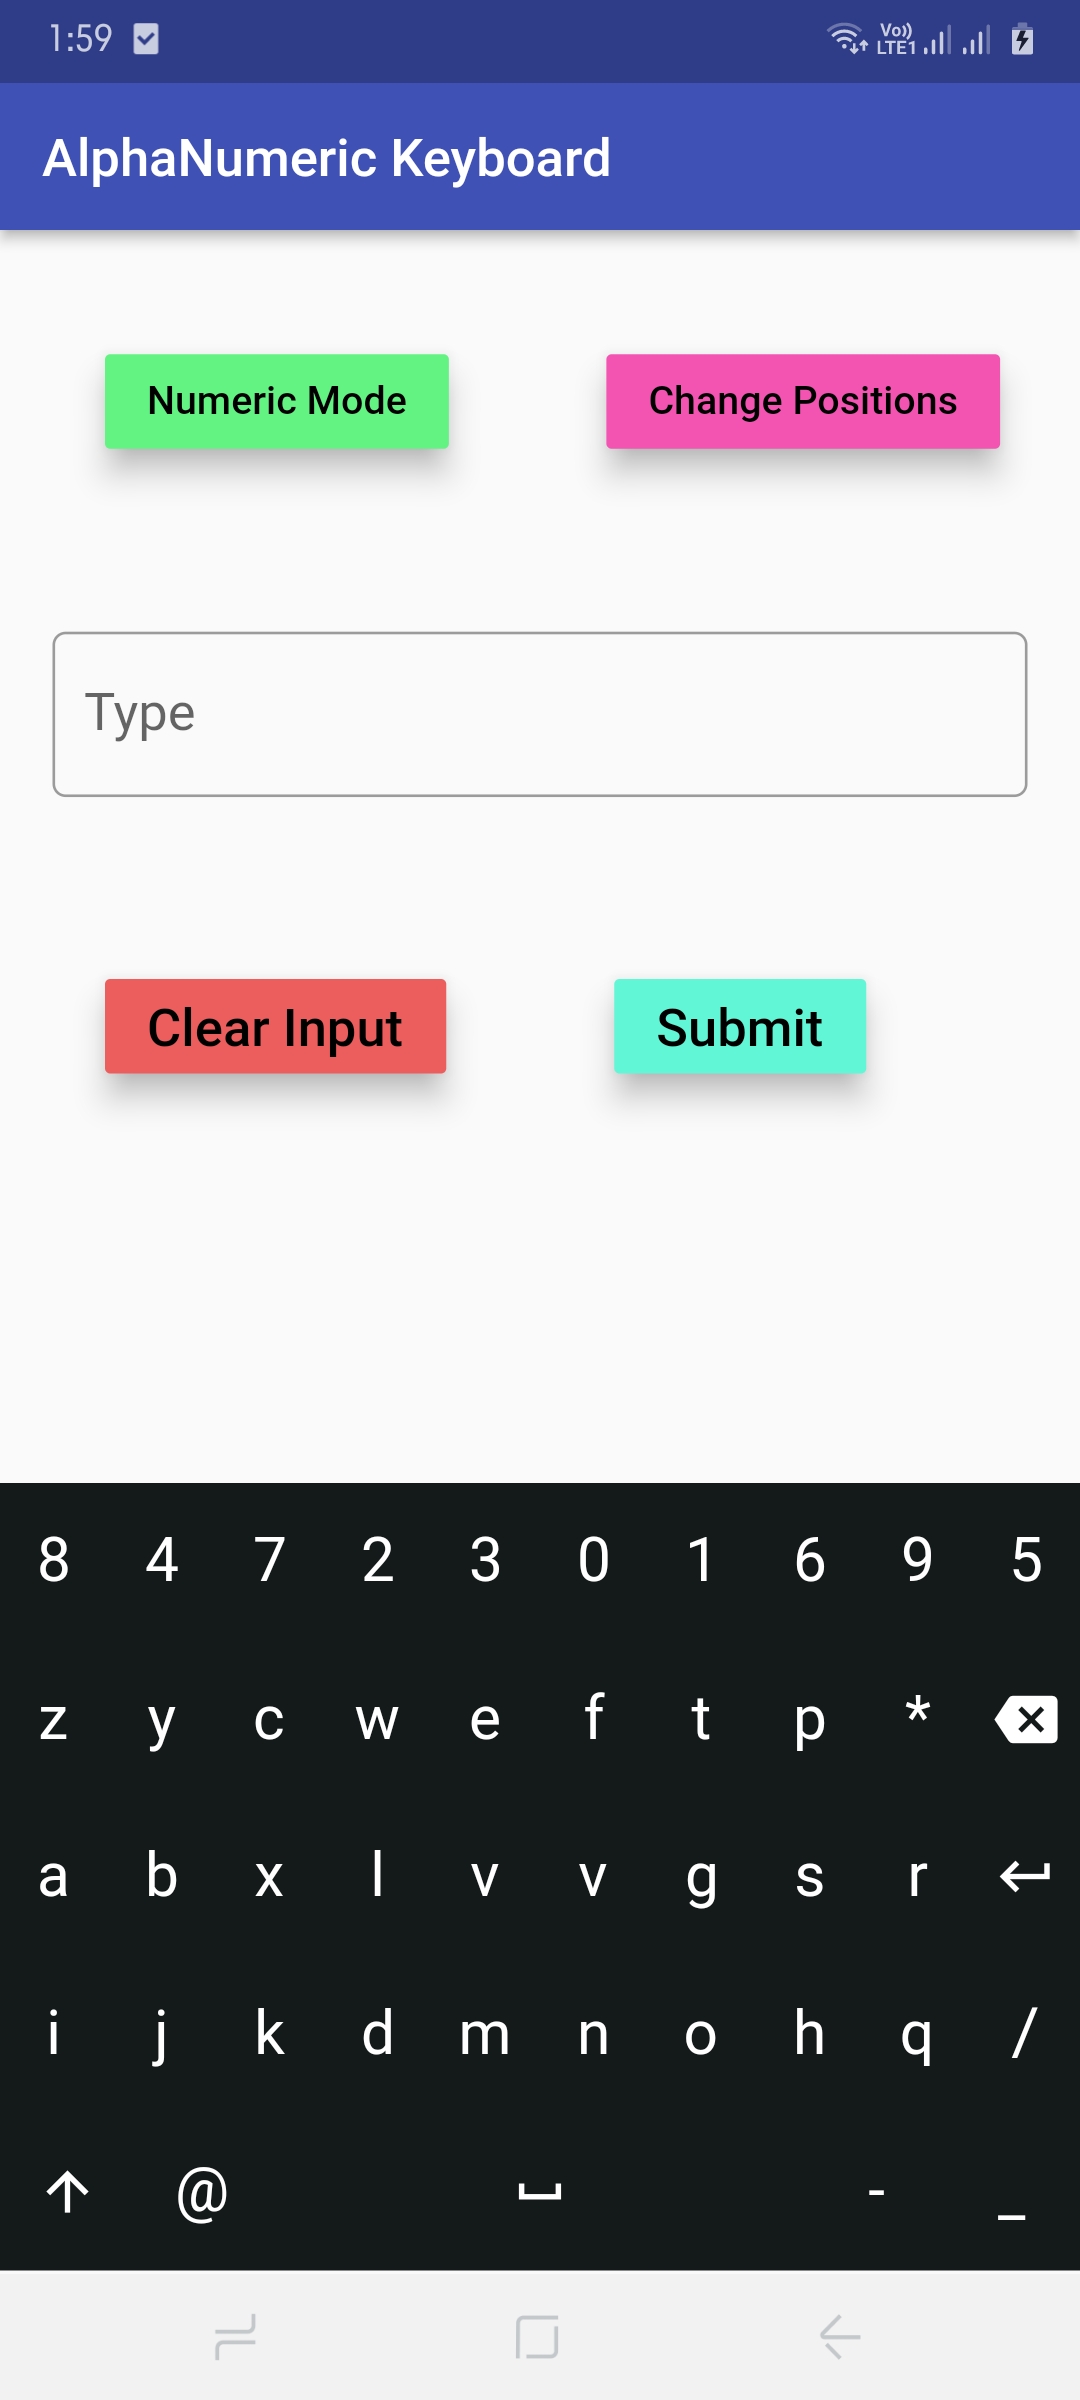 1:59 Vo)) LTE1
AlphaNumeric Keyboard
Numeric Mode Change Positions
Type
Clear Input Submit
8 4 7 2 3 0 1 6 9 5
z y c w e f t p *
a b x l v v g s r
i j k d m n o h q /
@ - _